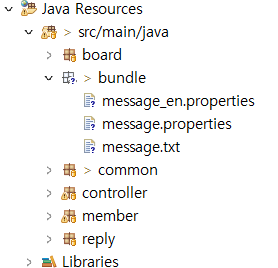 Java Resources
> src/main/java
board
> bundle
message_en.properties
message.properties
message.txt
> common
controller
member
reply
Libraries